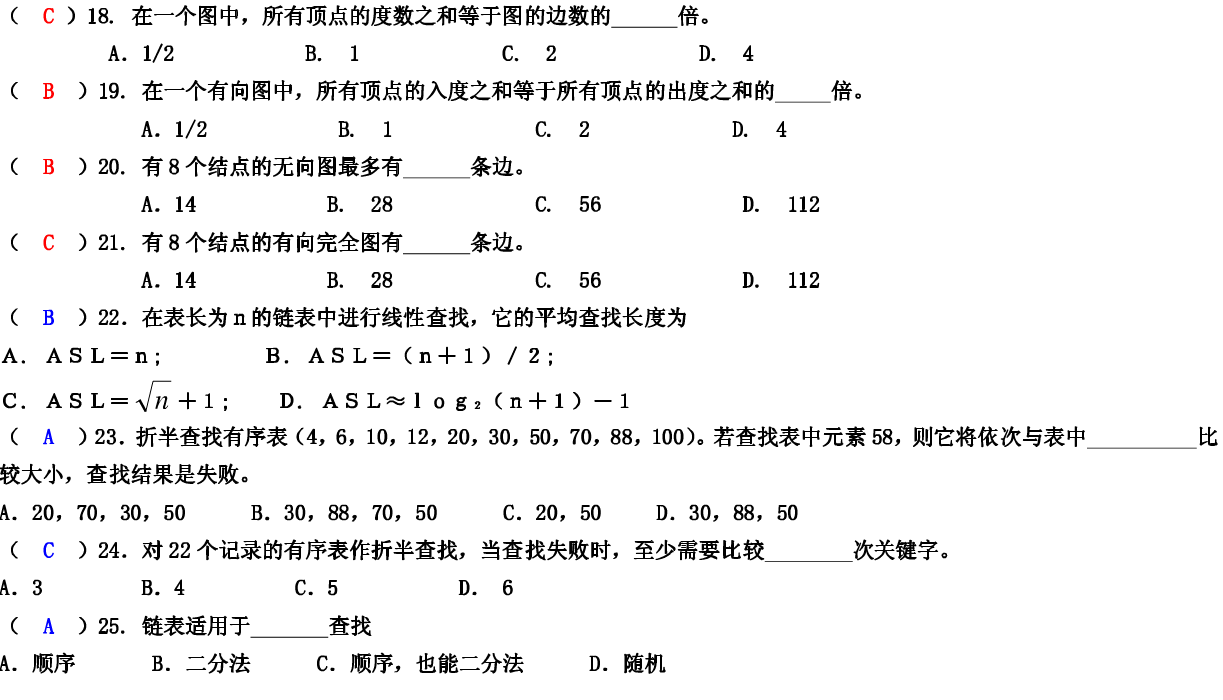 （ C ）18. 在一个图中，所有顶点的度数之和等于图的边数的______倍。
A．1/2 B. 1 C. 2 D. 4
（ B ）19. 在一个有向图中，所有顶点的入度之和等于所有顶点的出度之和的_____倍。
A．1/2 B. 1 C. 2 D. 4
（ B ）20. 有 8 个结点的无向图最多有______条边。
A．14 B. 28 C. 56 D. 112
（ C ）21. 有 8 个结点的有向完全图有______条边。
A．14 B. 28 C. 56 D. 112
（ B ）22．在表长为 n 的链表中进行线性查找，它的平均查找长度为
Ａ．ＡＳＬ＝ｎ； Ｂ．ＡＳＬ＝（ｎ＋１）／２；
Ｃ．ＡＳＬ＝√n＋１； Ｄ．ＡＳＬ≈ｌｏｇ₂（ｎ＋１）－１
（ A ）23．折半查找有序表（4，6，10，12，20，30，50，70，88，100）。若查找表中元素 58，则它将依次与表中__________比
较大小，查找结果是失败。
A．20，70，30，50 B．30，88，70，50 C．20，50 D．30，88，50
（ C ）24．对 22 个记录的有序表作折半查找，当查找失败时，至少需要比较________次关键字。
A．3 B．4 C．5 D． 6
（ A ）25. 链表适用于_______查找
A．顺序 B．二分法 C．顺序，也能二分法 D．随机